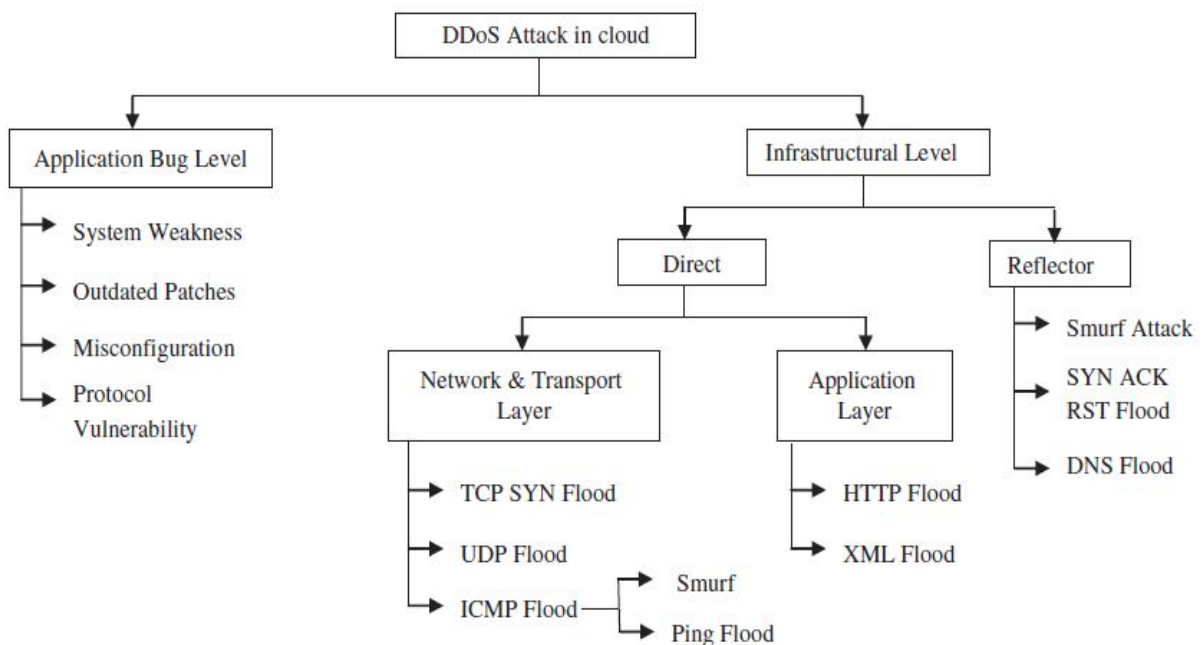 DDoS Attack in cloud
Application Bug Level
Infrastructural Level
System Weakness
Outdated Patches
Misconfiguration
Protocol
Vulnerability
Direct
Reflector
Network & Transport
Layer
Application
Layer
Smurf Attack
SYN ACK
RST Flood
DNS Flood
TCP SYN Flood
UDP Flood
ICMP Flood
Smurf
Ping Flood
HTTP Flood
XML Flood